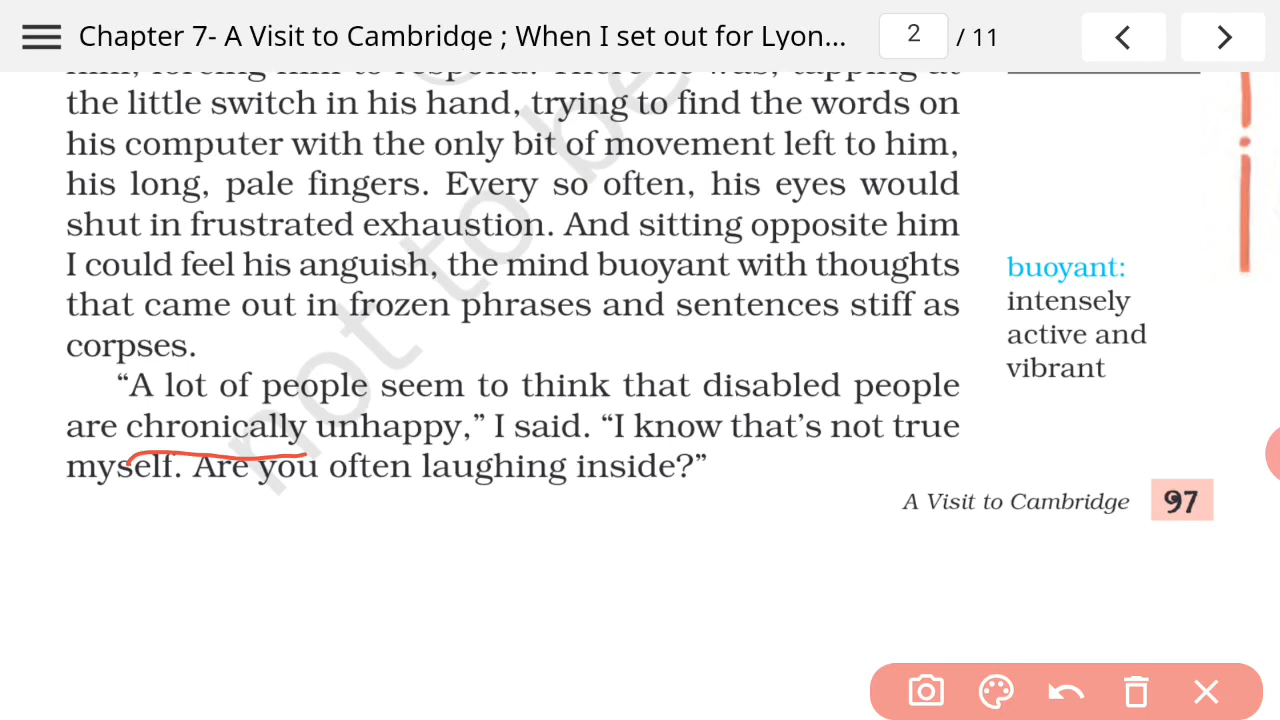 Chapter 7- A Visit to Cambridge ; When I set out for Lyon... 2 / 11
the little switch in his hand, trying to find the words on
his computer with the only bit of movement left to him,
his long, pale fingers. Every so often, his eyes would
shut in frustrated exhaustion. And sitting opposite him
I could feel his anguish, the mind buoyant with thoughts
that came out in frozen phrases and sentences stiff as
corpses.
“A lot of people seem to think that disabled people
are chronically unhappy,” I said. “I know that’s not true
myself. Are you often laughing inside?”
buoyant:
intensely
active and
vibrant
A Visit to Cambridge 97
not to be